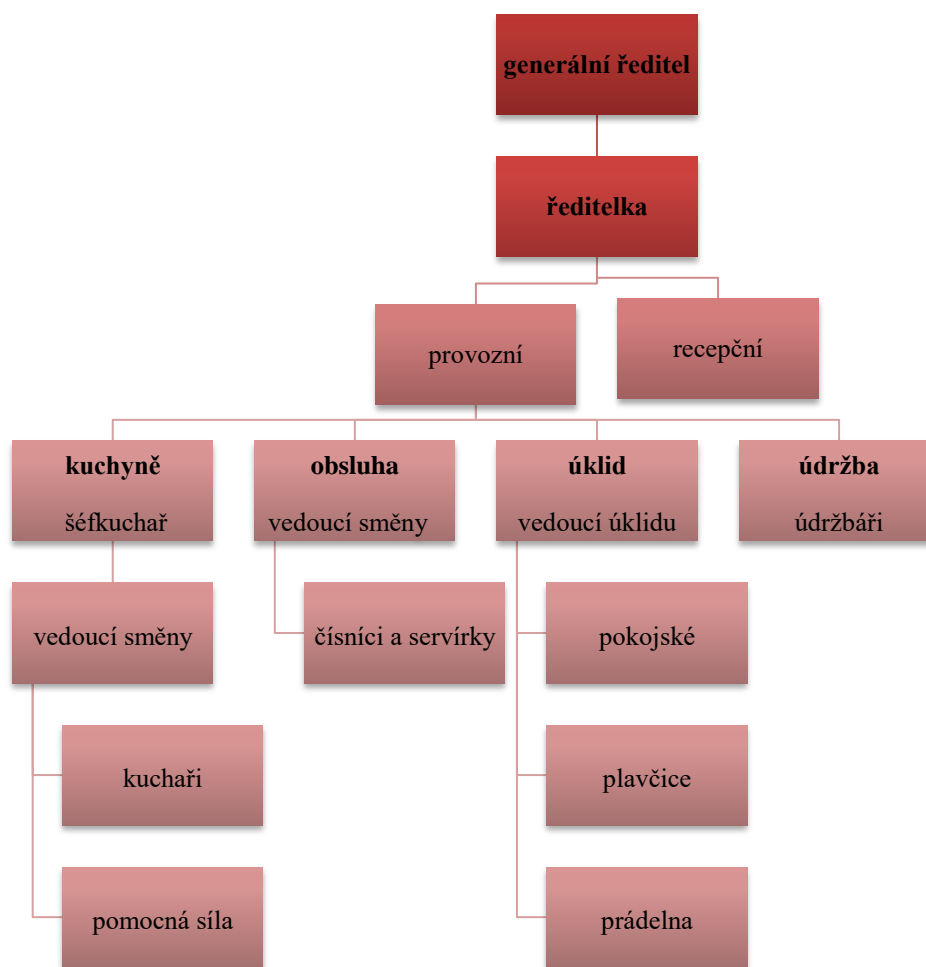 generální ředitel
ředitelka
provozní
recepční
kuchyně
šéfkuchař
obsluha
vedoucí směny
úklid
vedoucí úklidu
údržba
údržbáři
vedoucí směny
čísníci a servírky
pokojské
kuchaři
plavčice
pomocná síla
prádelna